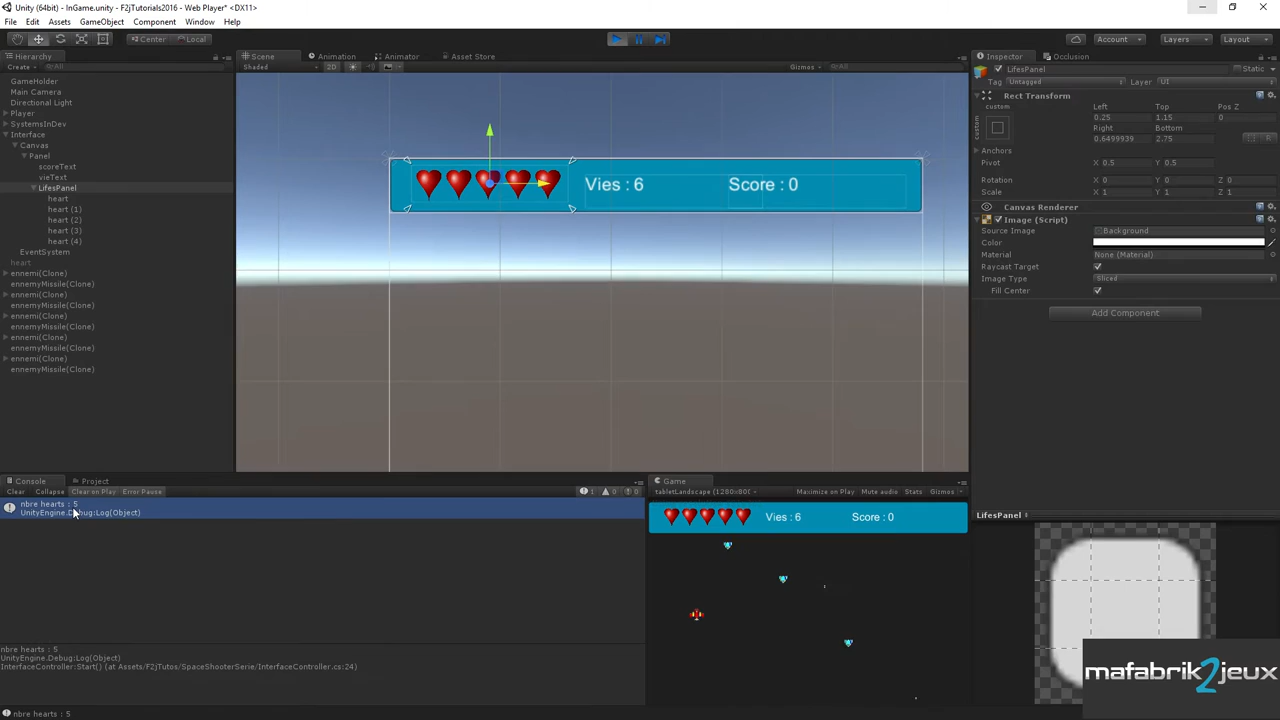 Unity (64bit) - InGame.unity - F2jTutorials2016 - Web Player* <DX11>
File Edit Assets GameObject Component Window Help
Center Local Account Layers Layout
Hierarchy Scene Animation Animator Asset Store Inspector Occlusion
Create All Shaded 2D Gizmos All
LifesPanel Static
Tag Untagged Layer UI
GameHolder
Main Camera
Directional Light
Player
SystemsInDev
Interface
Canvas
Panel
scoreText
vieText
LifesPanel
heart
heart (1)
heart (2)
heart (3)
heart (4)
EventSystem
heart
ennemi(Clone)
ennemyMissile(Clone)
ennemi(Clone)
ennemyMissile(Clone)
ennemi(Clone)
ennemyMissile(Clone)
ennemi(Clone)
ennemyMissile(Clone)
ennemi(Clone)
ennemyMissile(Clone)
Vies : 6 Score : 0
Rect Transform
custom Left Top Pos Z
custom 0.25 1.15 0
Right Bottom
0.6499939 2.75 R
Anchors
Pivot X 0.5 Y 0.5
Rotation X 0 Y 0 Z 0
Scale X 1 Y 1 Z 1
Canvas Renderer
Image (Script)
Source Image Background
Color
Material None (Material)
Raycast Target
Image Type Sliced
Fill Center
Add Component
Console Project
Clear Collapse Clear on Play Error Pause 1 0 0
nbre hearts : 5
UnityEngine.Debug:Log(Object)
nbre hearts : 5
UnityEngine.Debug:Log(Object)
InterfaceController:Start() (at Assets/F2jTutos/SpaceShooterSerie/InterfaceController.cs:24)
nbre hearts : 5
Game
tabletLandscape (1280x80 Maximize on Play Mute audio Stats Gizmos
Vies : 6 Score : 0
LifesPanel
mafabrik2jeux